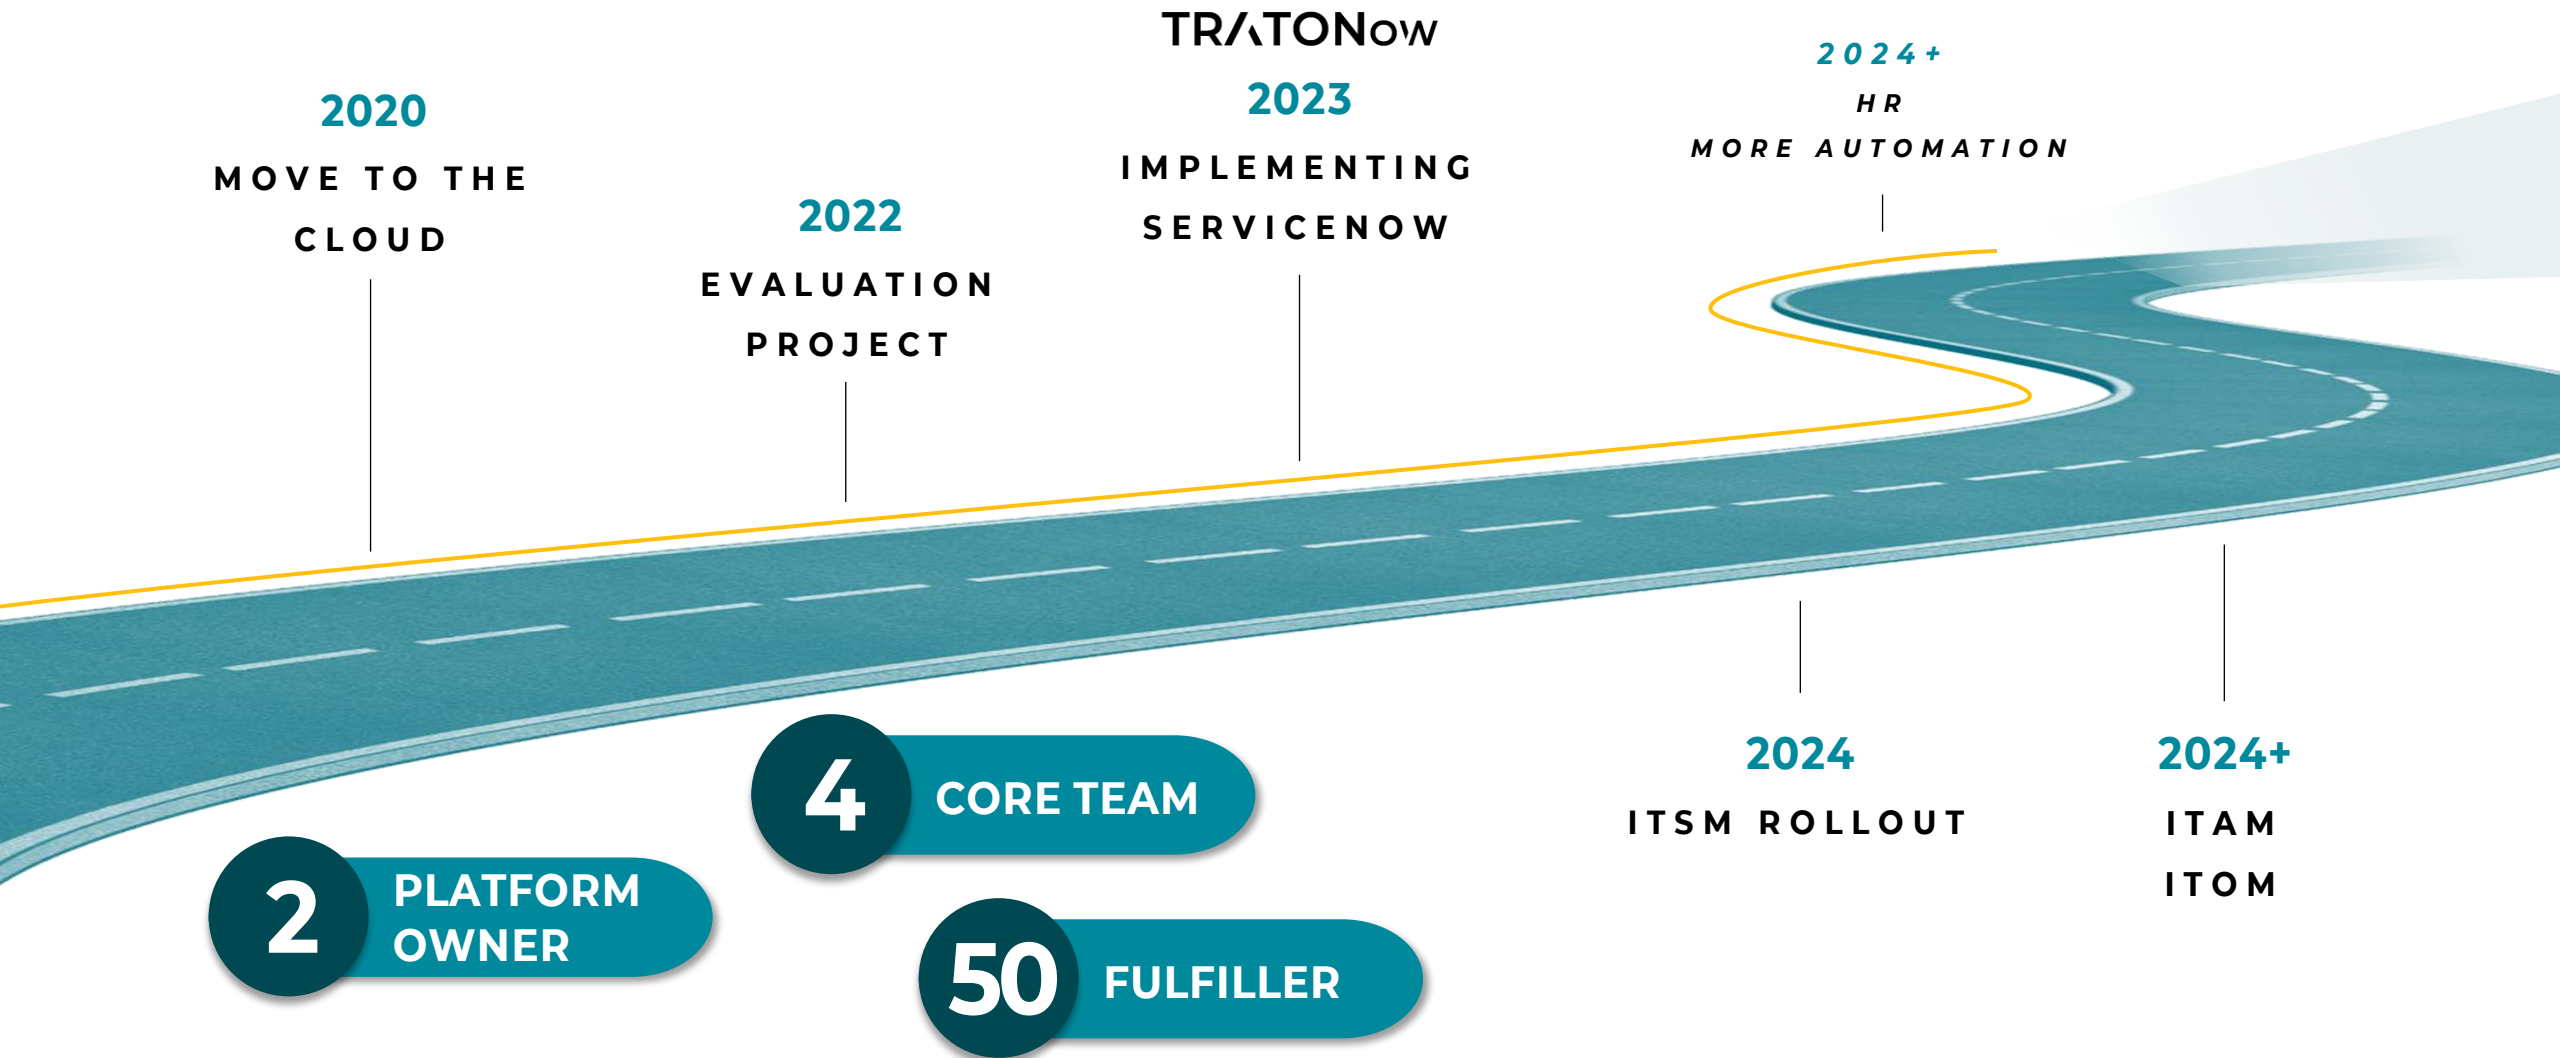 TRATONow
2020
MOVE TO THE
CLOUD
2022
EVALUATION
PROJECT
2023
IMPLEMENTING
SERVICENOW
2024+
HR
MORE AUTOMATION
2024
ITSM ROLLOUT
2024+
ITAM
ITOM
2
PLATFORM
OWNER
4
CORE TEAM
50
FULFILLER